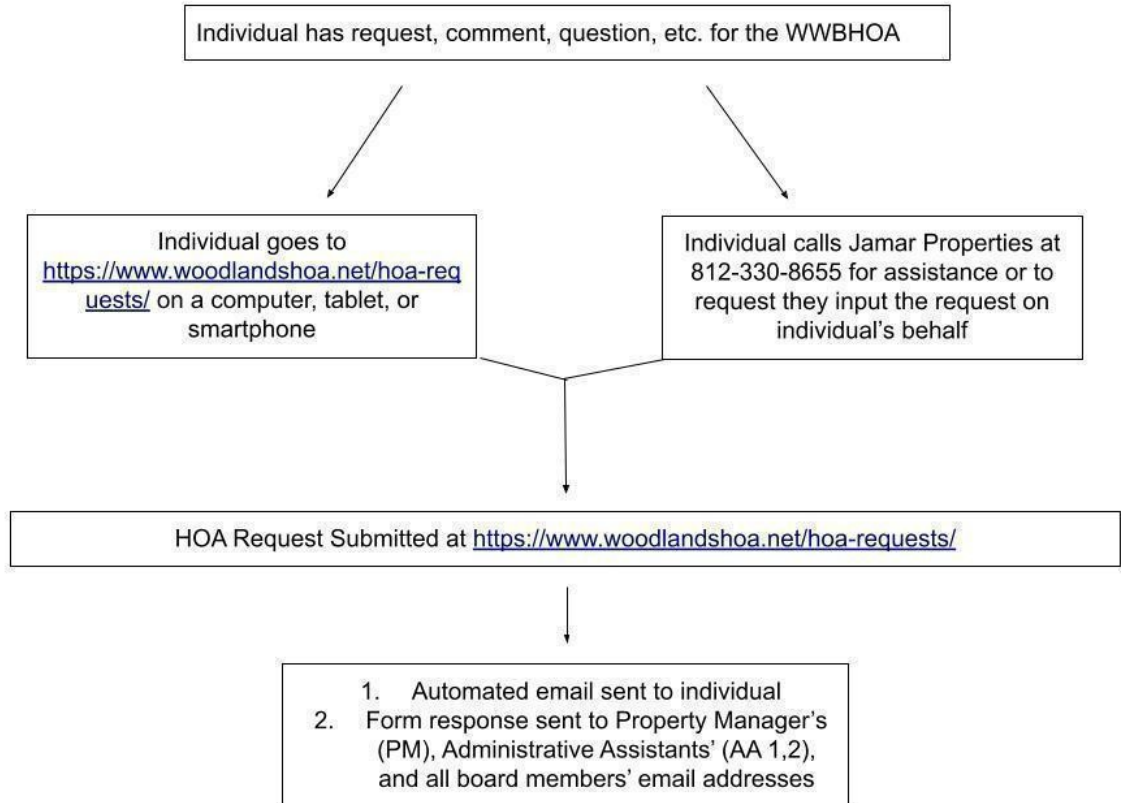 Individual has request, comment, question, etc. for the WWBHOA
Individual goes to
https://www.woodlandshoa.net/hoa-req
uests/ on a computer, tablet, or
smartphone
Individual calls Jamar Properties at
812-330-8655 for assistance or to
request they input the request on
individual’s behalf
HOA Request Submitted at https://www.woodlandshoa.net/hoa-requests/
1. Automated email sent to individual
2. Form response sent to Property Manager’s
(PM), Administrative Assistants’ (AA 1,2),
and all board members’ email addresses